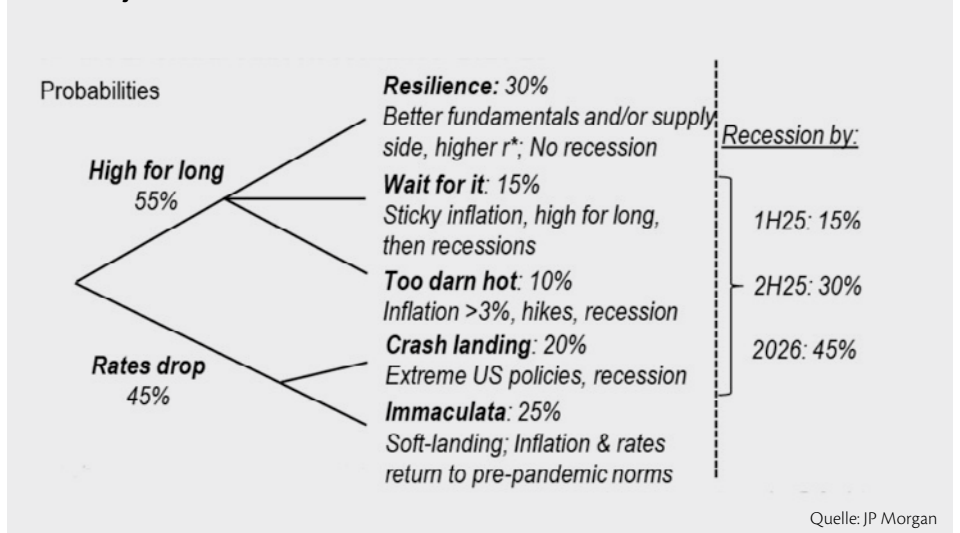 Probabilities
High for long
55%
Rates drop
45%
Resilience: 30%
Better fundamentals and/or supply
side, higher r*; No recession
Wait for it: 15%
Sticky inflation, high for long,
then recessions
Too darn hot: 10%
Inflation >3%, hikes, recession
Crash landing: 20%
Extreme US policies, recession
Immaculata: 25%
Soft-landing; Inflation & rates
return to pre-pandemic norms
Recession by:
1H25: 15%
2H25: 30%
2026: 45%
Quelle: JP Morgan